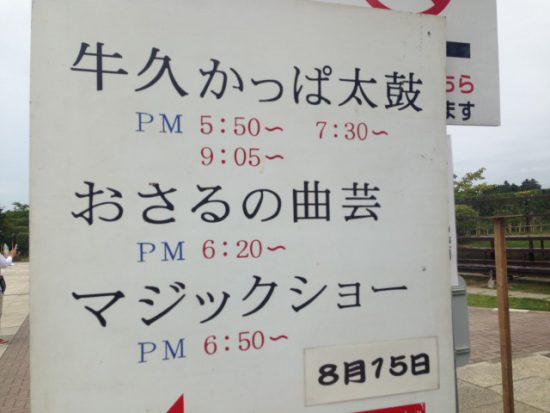 牛久かっぱ太鼓
PM 5:50〜 7:30〜
9:05〜
おさるの曲芸
PM 6:20〜
マジックショー
PM 6:50〜
8月15日
ちら
ます